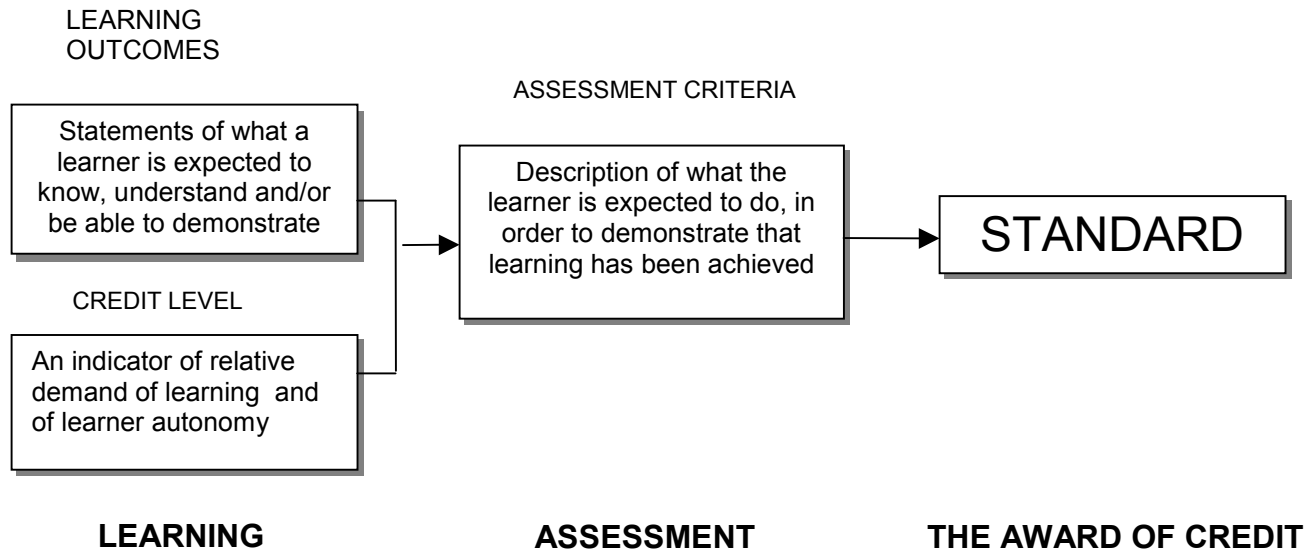 LEARNING
OUTCOMES
Statements of what a
learner is expected to
know, understand and/or
be able to demonstrate
CREDIT LEVEL
An indicator of relative
demand of learning and
of learner autonomy
LEARNING
ASSESSMENT CRITERIA
Description of what the
learner is expected to do, in
order to demonstrate that
learning has been achieved
ASSESSMENT
STANDARD
THE AWARD OF CREDIT